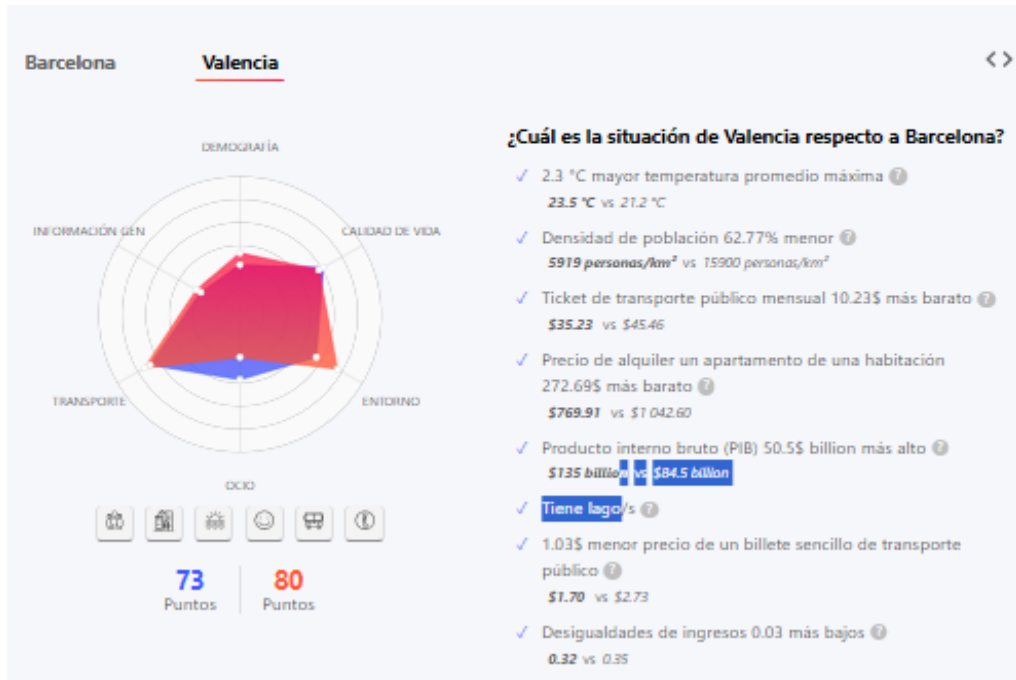 Barcelona
Valencia
< >
DEMOGRAFÍA
INFORMACIÓN GEN
CALIDAD DE VIDA
TRANSPORTE
ENTORNO
OCIO
73
Puntos
80
Puntos
¿Cuál es la situación de Valencia respecto a Barcelona?
✓ 2.3 °C mayor temperatura promedio máxima ?
23.5 °C vs 21.2 °C
✓ Densidad de población 62.77% menor ?
5919 personas/km² vs 15900 personas/km²
✓ Ticket de transporte público mensual 10.23$ más barato ?
$35.23 vs $45.46
✓ Precio de alquiler un apartamento de una habitación
272.69$ más barato ?
$769.91 vs $1 042.60
✓ Producto interno bruto (PIB) 50.5$ billion más alto ?
$135 billion vs $84.5 billion
✓ Tiene lago/s ?
✓ 1.03$ menor precio de un billete sencillo de transporte
público ?
$1.70 vs $2.73
✓ Desigualdades de ingresos 0.03 más bajos ?
0.32 vs 0.35